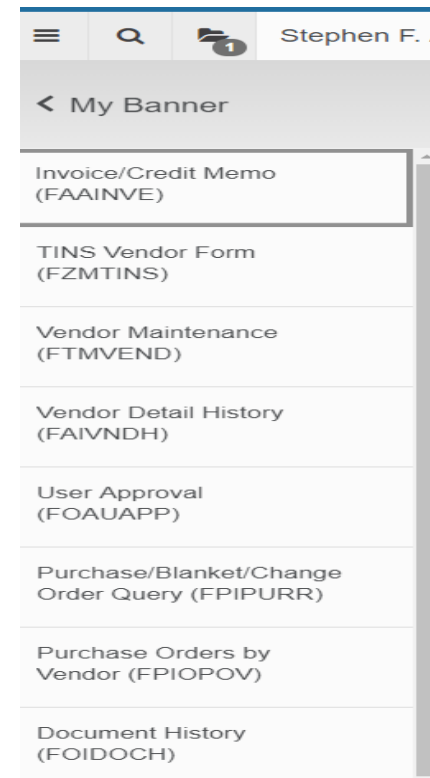 1
Stephen F.
My Banner
Invoice/Credit Memo
(FAAINVE)
TINS Vendor Form
(FZMTINS)
Vendor Maintenance
(FTMVEND)
Vendor Detail History
(FAIVNDH)
User Approval
(FOAUAPP)
Purchase/Blanket/Change
Order Query (FPIPURR)
Purchase Orders by
Vendor (FPIOPOV)
Document History
(FOIDOCH)